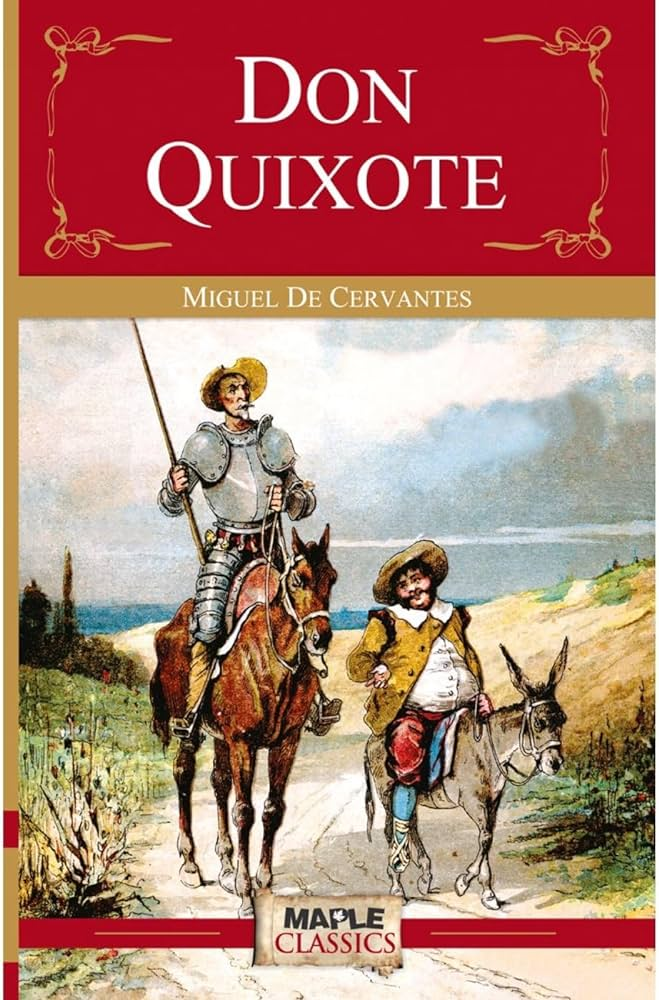 DON
QUIXOTE
MIGUEL DE CERVANTES
MAPLE
CLASSICS